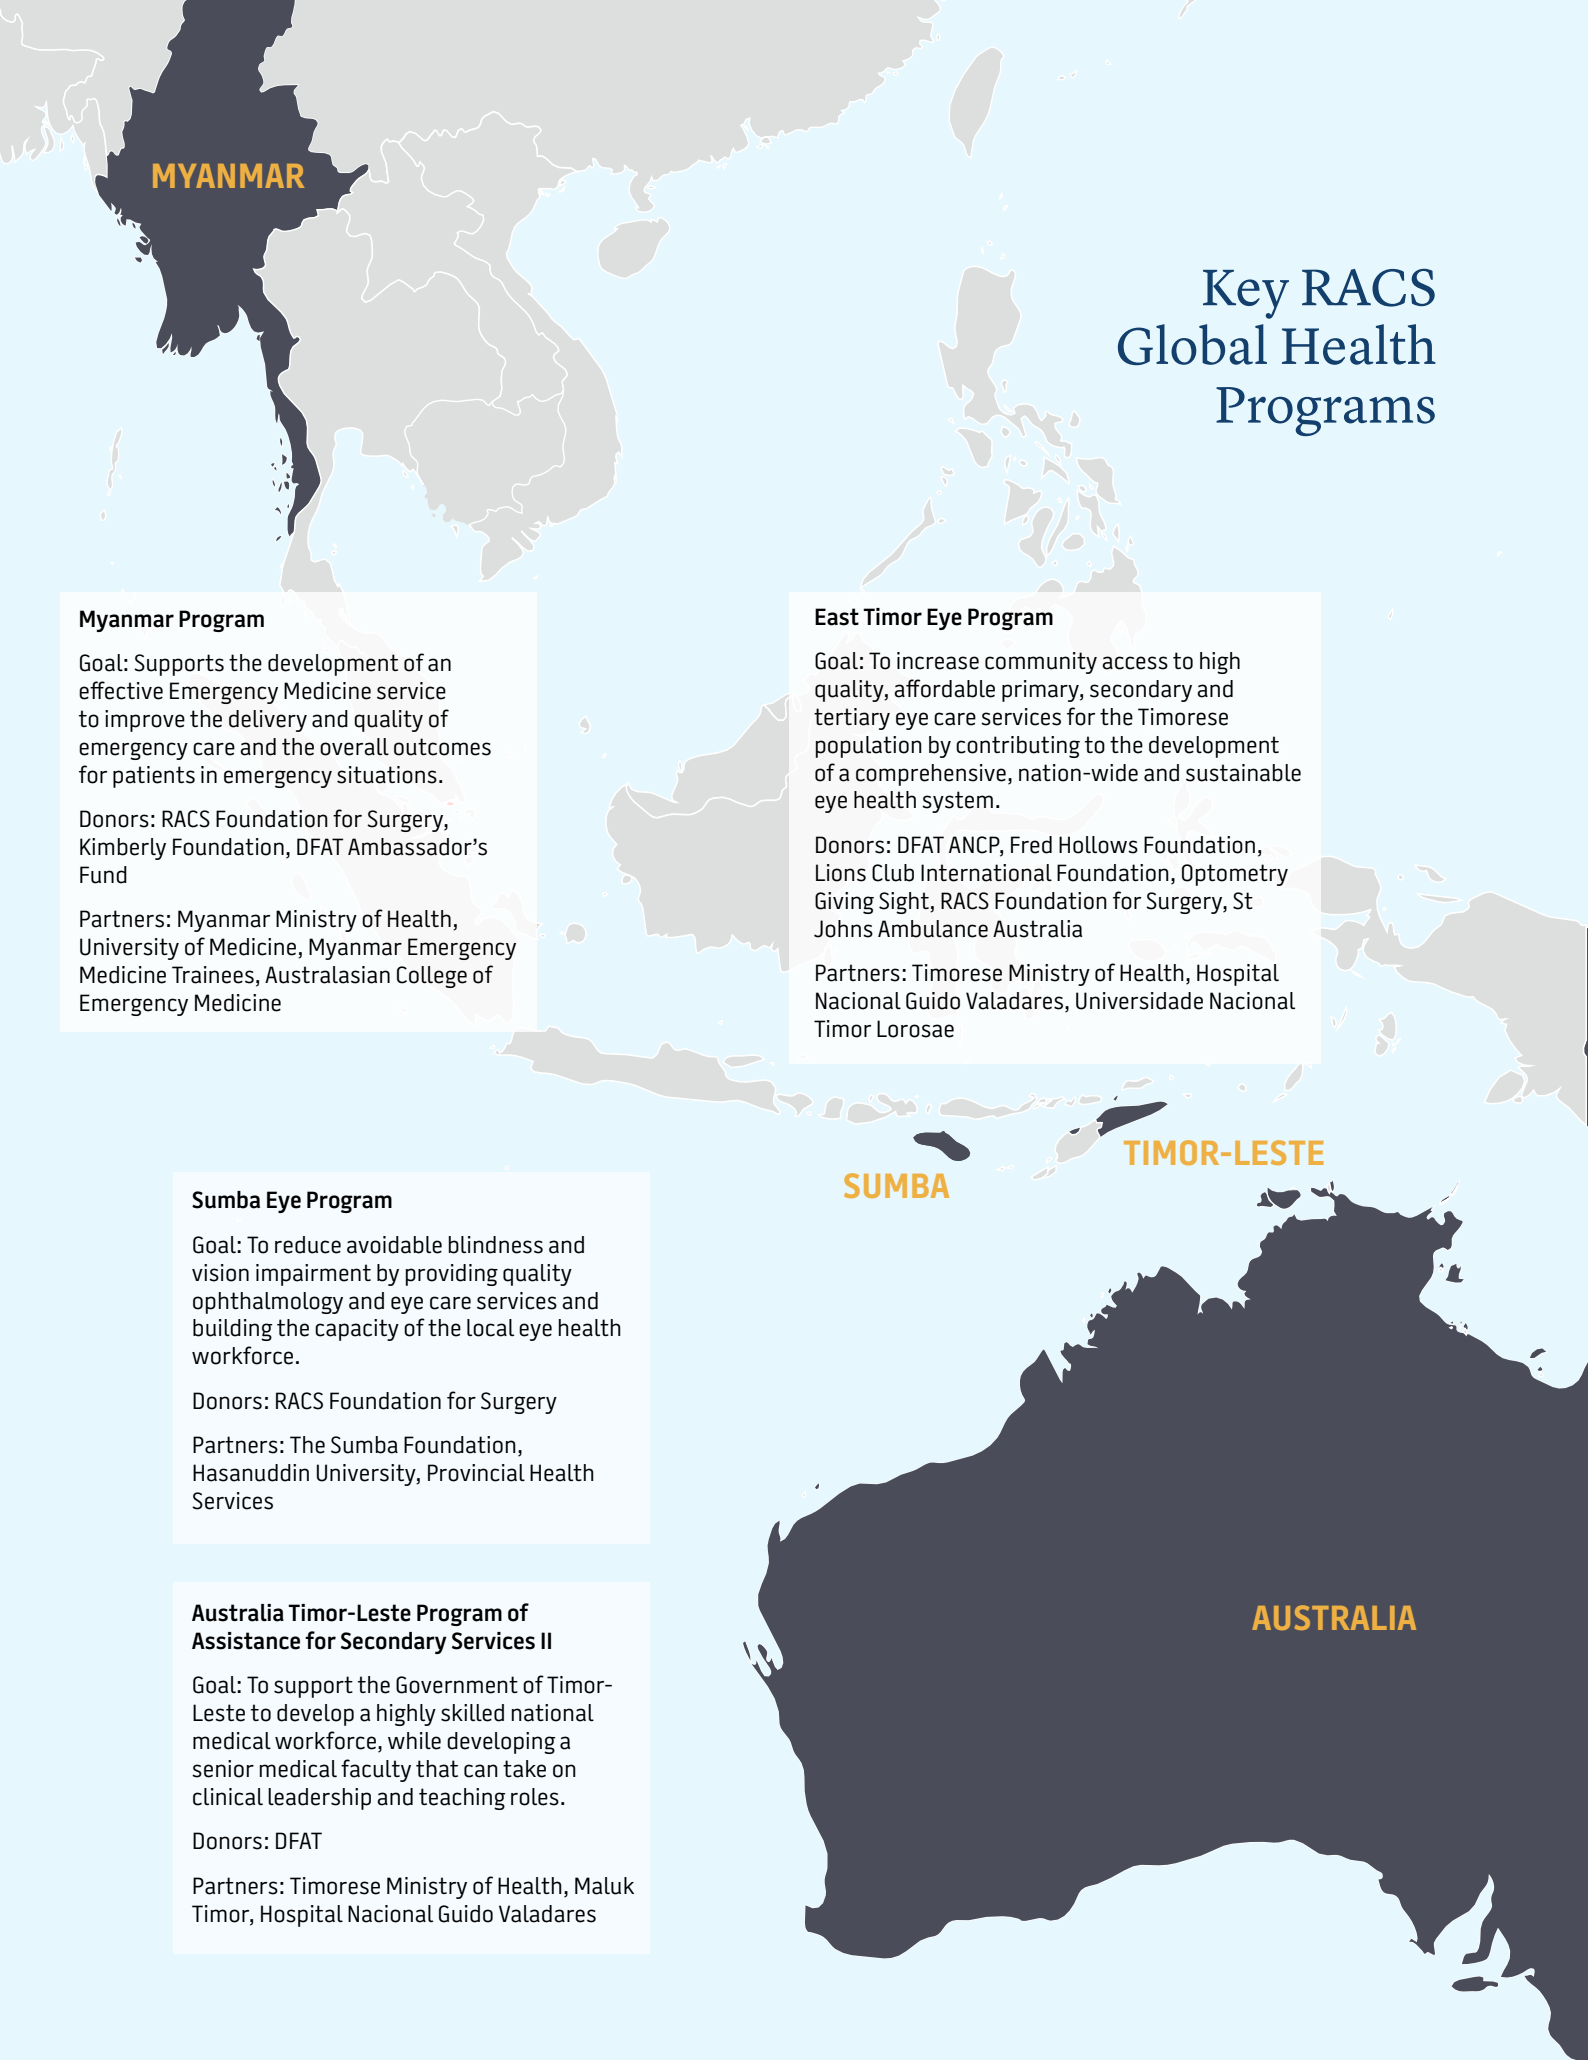 MYANMAR
Key RACS
Global Health
Programs
Myanmar Program
Goal: Supports the development of an
effective Emergency Medicine service
to improve the delivery and quality of
emergency care and the overall outcomes
for patients in emergency situations.
Donors: RACS Foundation for Surgery,
Kimberly Foundation, DFAT Ambassador’s
Fund
Partners: Myanmar Ministry of Health,
University of Medicine, Myanmar Emergency
Medicine Trainees, Australasian College of
Emergency Medicine
East Timor Eye Program
Goal: To increase community access to high
quality, affordable primary, secondary and
tertiary eye care services for the Timorese
population by contributing to the development
of a comprehensive, nation-wide and sustainable
eye health system.
Donors: DFAT ANCP, Fred Hollows Foundation,
Lions Club International Foundation, Optometry
Giving Sight, RACS Foundation for Surgery, St
Johns Ambulance Australia
Partners: Timorese Ministry of Health, Hospital
Nacional Guido Valadares, Universidade Nacional
Timor Lorosae
TIMOR-LESTE
SUMBA
Sumba Eye Program
Goal: To reduce avoidable blindness and
vision impairment by providing quality
ophthalmology and eye care services and
building the capacity of the local eye health
workforce.
Donors: RACS Foundation for Surgery
Partners: The Sumba Foundation,
Hasanuddin University, Provincial Health
Services
Australia Timor-Leste Program of
Assistance for Secondary Services II
Goal: To support the Government of Timor-
Leste to develop a highly skilled national
medical workforce, while developing a
senior medical faculty that can take on
clinical leadership and teaching roles.
Donors: DFAT
Partners: Timorese Ministry of Health, Maluk
Timor, Hospital Nacional Guido Valadares
AUSTRALIA